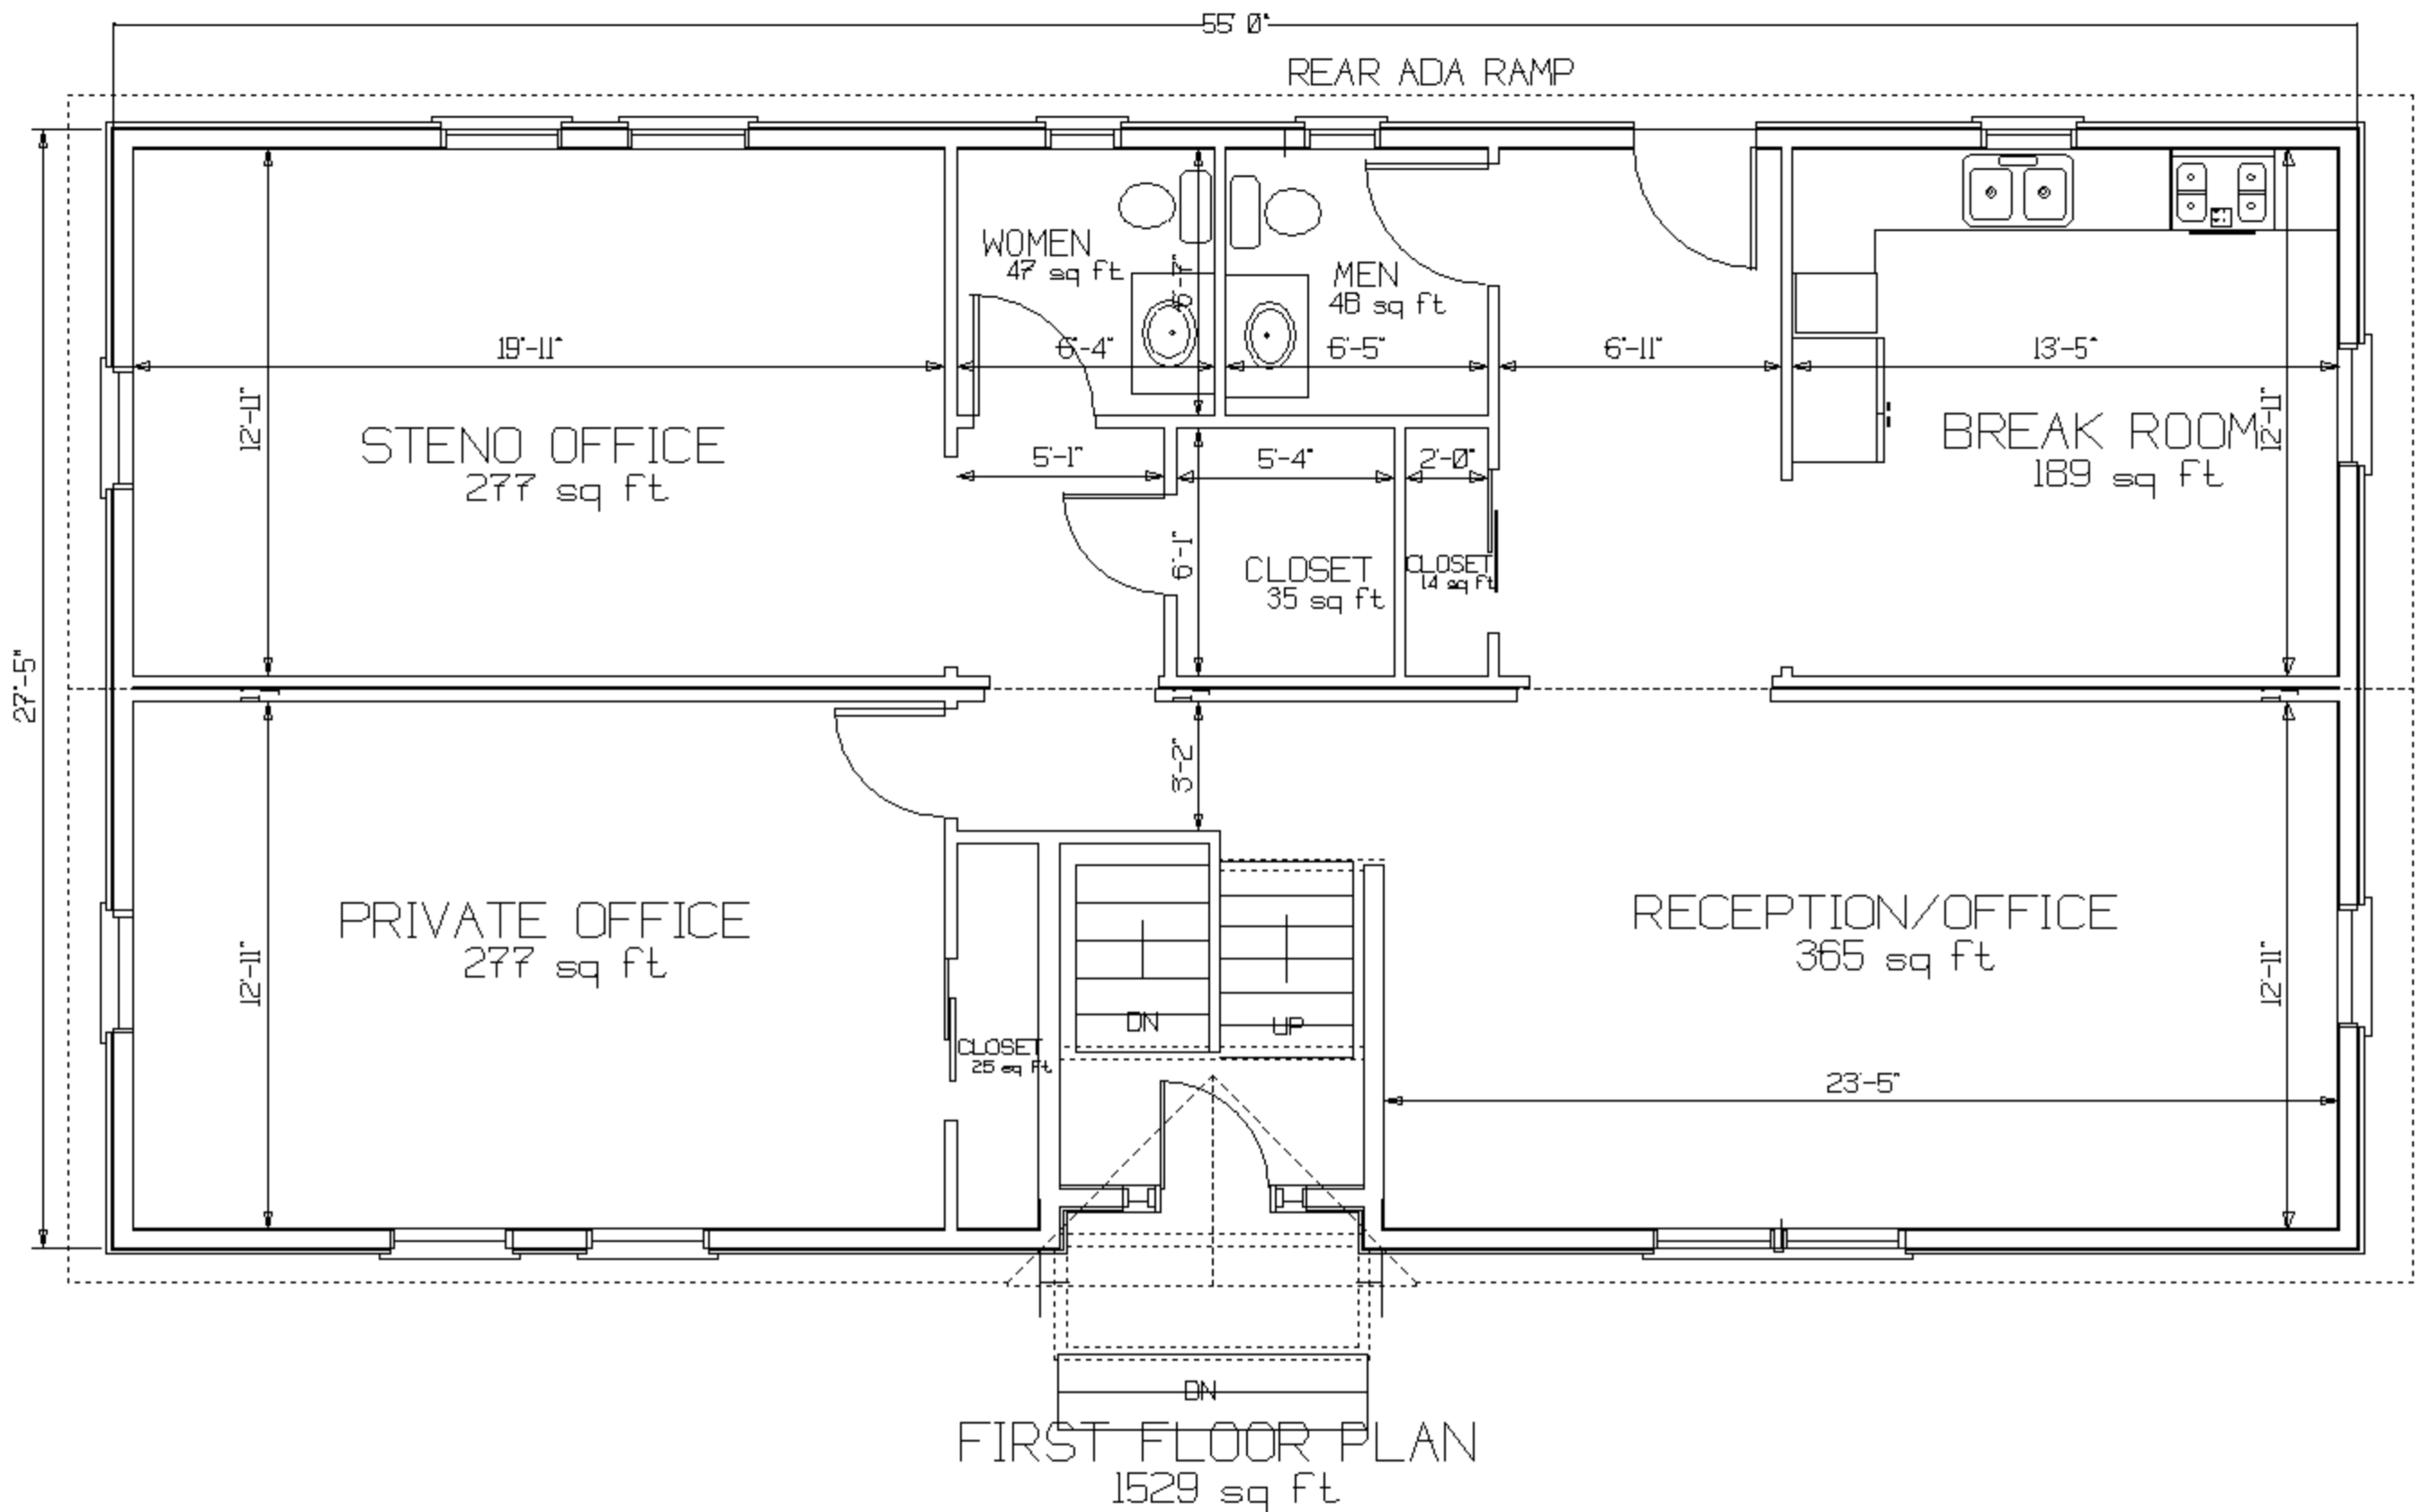 55' 0"
REAR ADA RAMP
WOMEN
47 sq ft
6'-7"
MEN
48 sq ft
19'-11"
6'-4"
6'-5"
6'-11"
13'-5"
12'-11"
STENO OFFICE
277 sq ft
5'-1"
5'-4"
2'-0"
BREAK ROOM
189 sq ft
12'-11"
6'-1"
CLOSET
35 sq ft
CLOSET
14 sq ft
27'-5"
3'-2"
PRIVATE OFFICE
277 sq ft
12'-11"
RECEPTION/OFFICE
365 sq ft
12'-11"
DN
UP
CLOSET
25 sq ft
23'-5"
DN
FIRST FLOOR PLAN
1529 sq ft